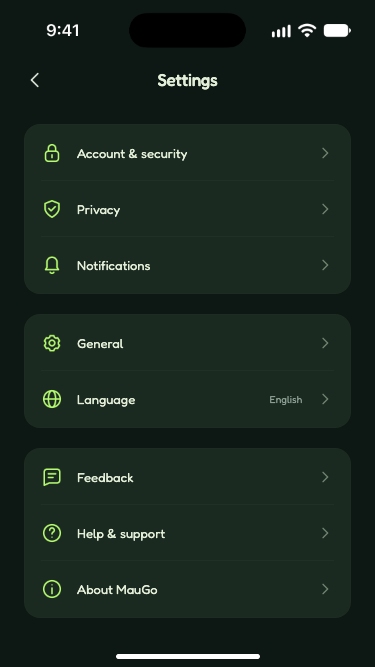 9:41
Settings
Account & security
Privacy
Notifications
General
Language English
Feedback
Help & support
About MauGo